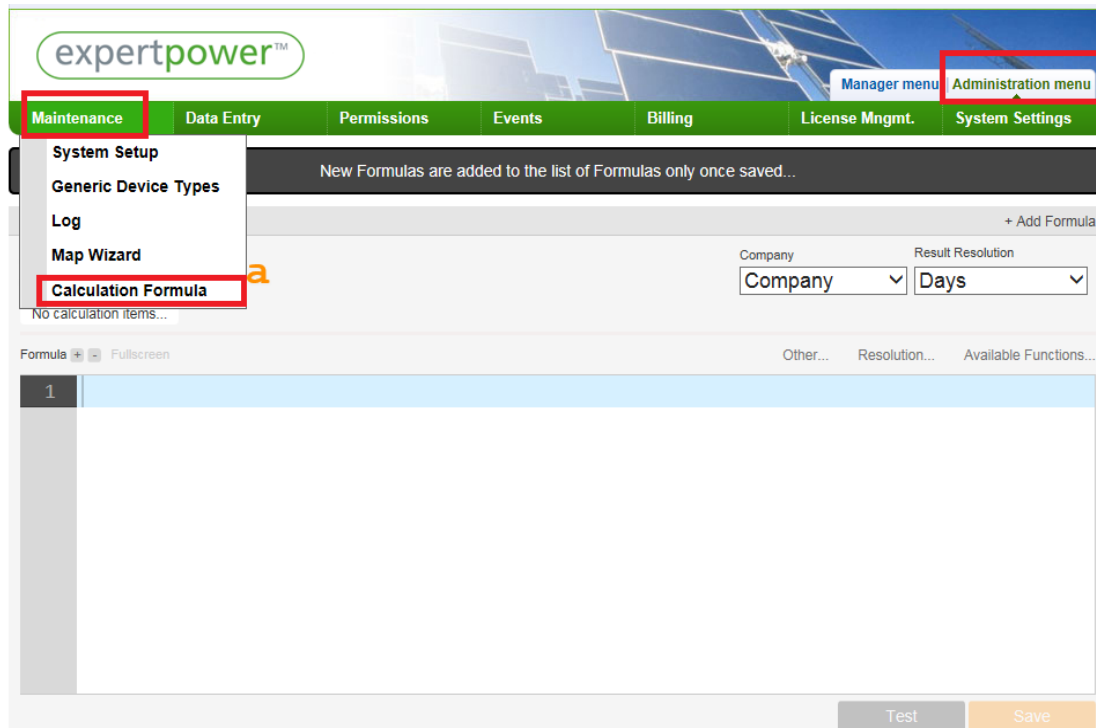 expertpower™
Manager menu | Administration menu
Maintenance Data Entry Permissions Events Billing License Mngmt. System Settings
System Setup
New Formulas are added to the list of Formulas only once saved...
Generic Device Types
Log
+ Add Formula
Map Wizard
Company Result Resolution
a
Company Days
Calculation Formula
No calculation items...
Formula + - Fullscreen Other... Resolution... Available Functions...
1
Test Save